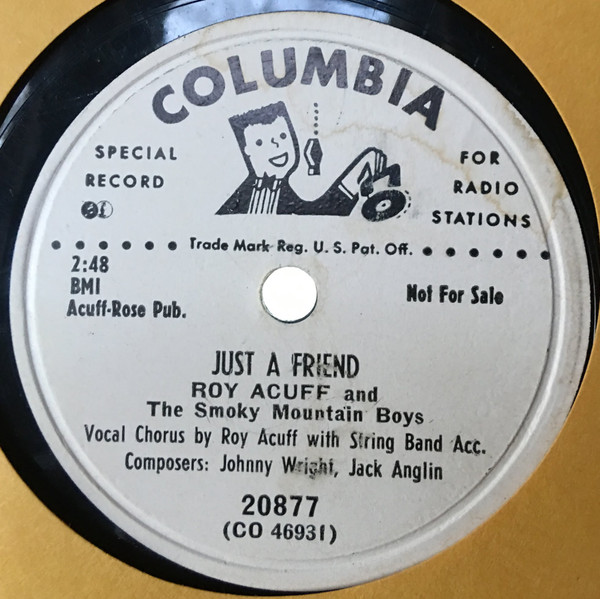 COLUMBIA
SPECIAL
RECORD
FOR
RADIO
STATIONS
Trade Mark Reg. U. S. Pat. Off.
2:48
BMI
Acuff-Rose Pub.
Not For Sale
JUST A FRIEND
ROY ACUFF and
The Smoky Mountain Boys
Vocal Chorus by Roy Acuff with String Band Acc.
Composers: Johnny Wright, Jack Anglin
20877
(CO 46931)